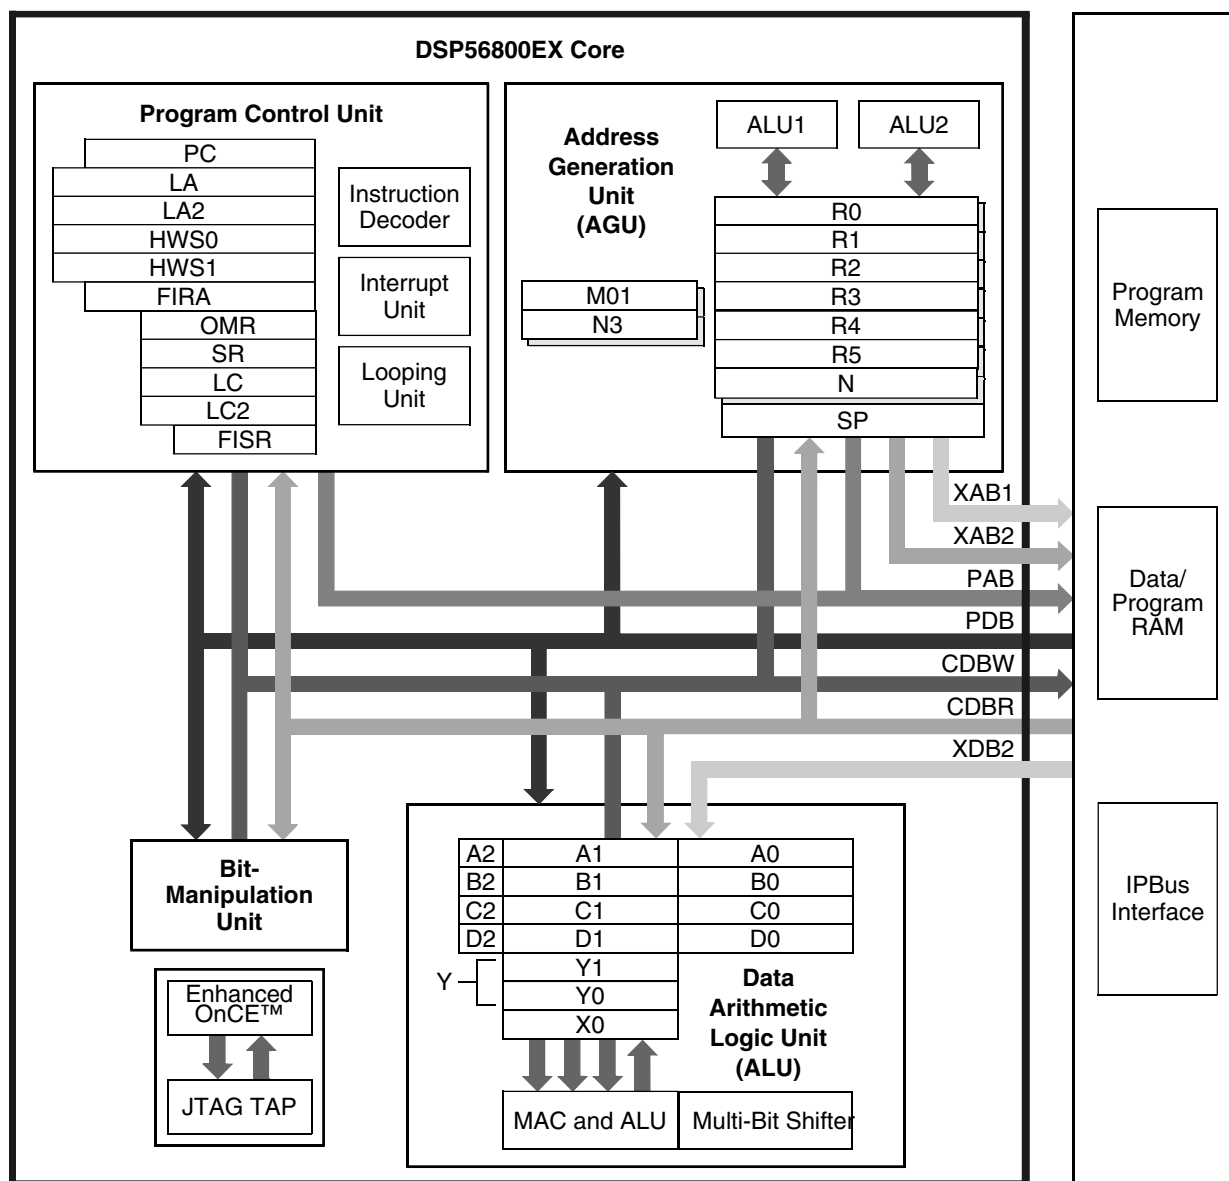 DSP56800EX Core
Program Control Unit
PC
LA
LA2
HWS0
HWS1
FIRA
OMR
SR
LC
LC2
FISR
Instruction
Decoder
Interrupt
Unit
Looping
Unit
Address
Generation
Unit
(AGU)
ALU1
ALU2
M01
N3
R0
R1
R2
R3
R4
R5
N
SP
XAB1
XAB2
PAB
PDB
CDBW
CDBR
XDB2
Program
Memory
Data/
Program
RAM
IPBus
Interface
Bit-
Manipulation
Unit
Enhanced
OnCE™
JTAG TAP
A2 A1 A0
B2 B1 B0
C2 C1 C0
D2 D1 D0
Y
Y1
Y0
X0
Data
Arithmetic
Logic Unit
(ALU)
MAC and ALU
Multi-Bit Shifter